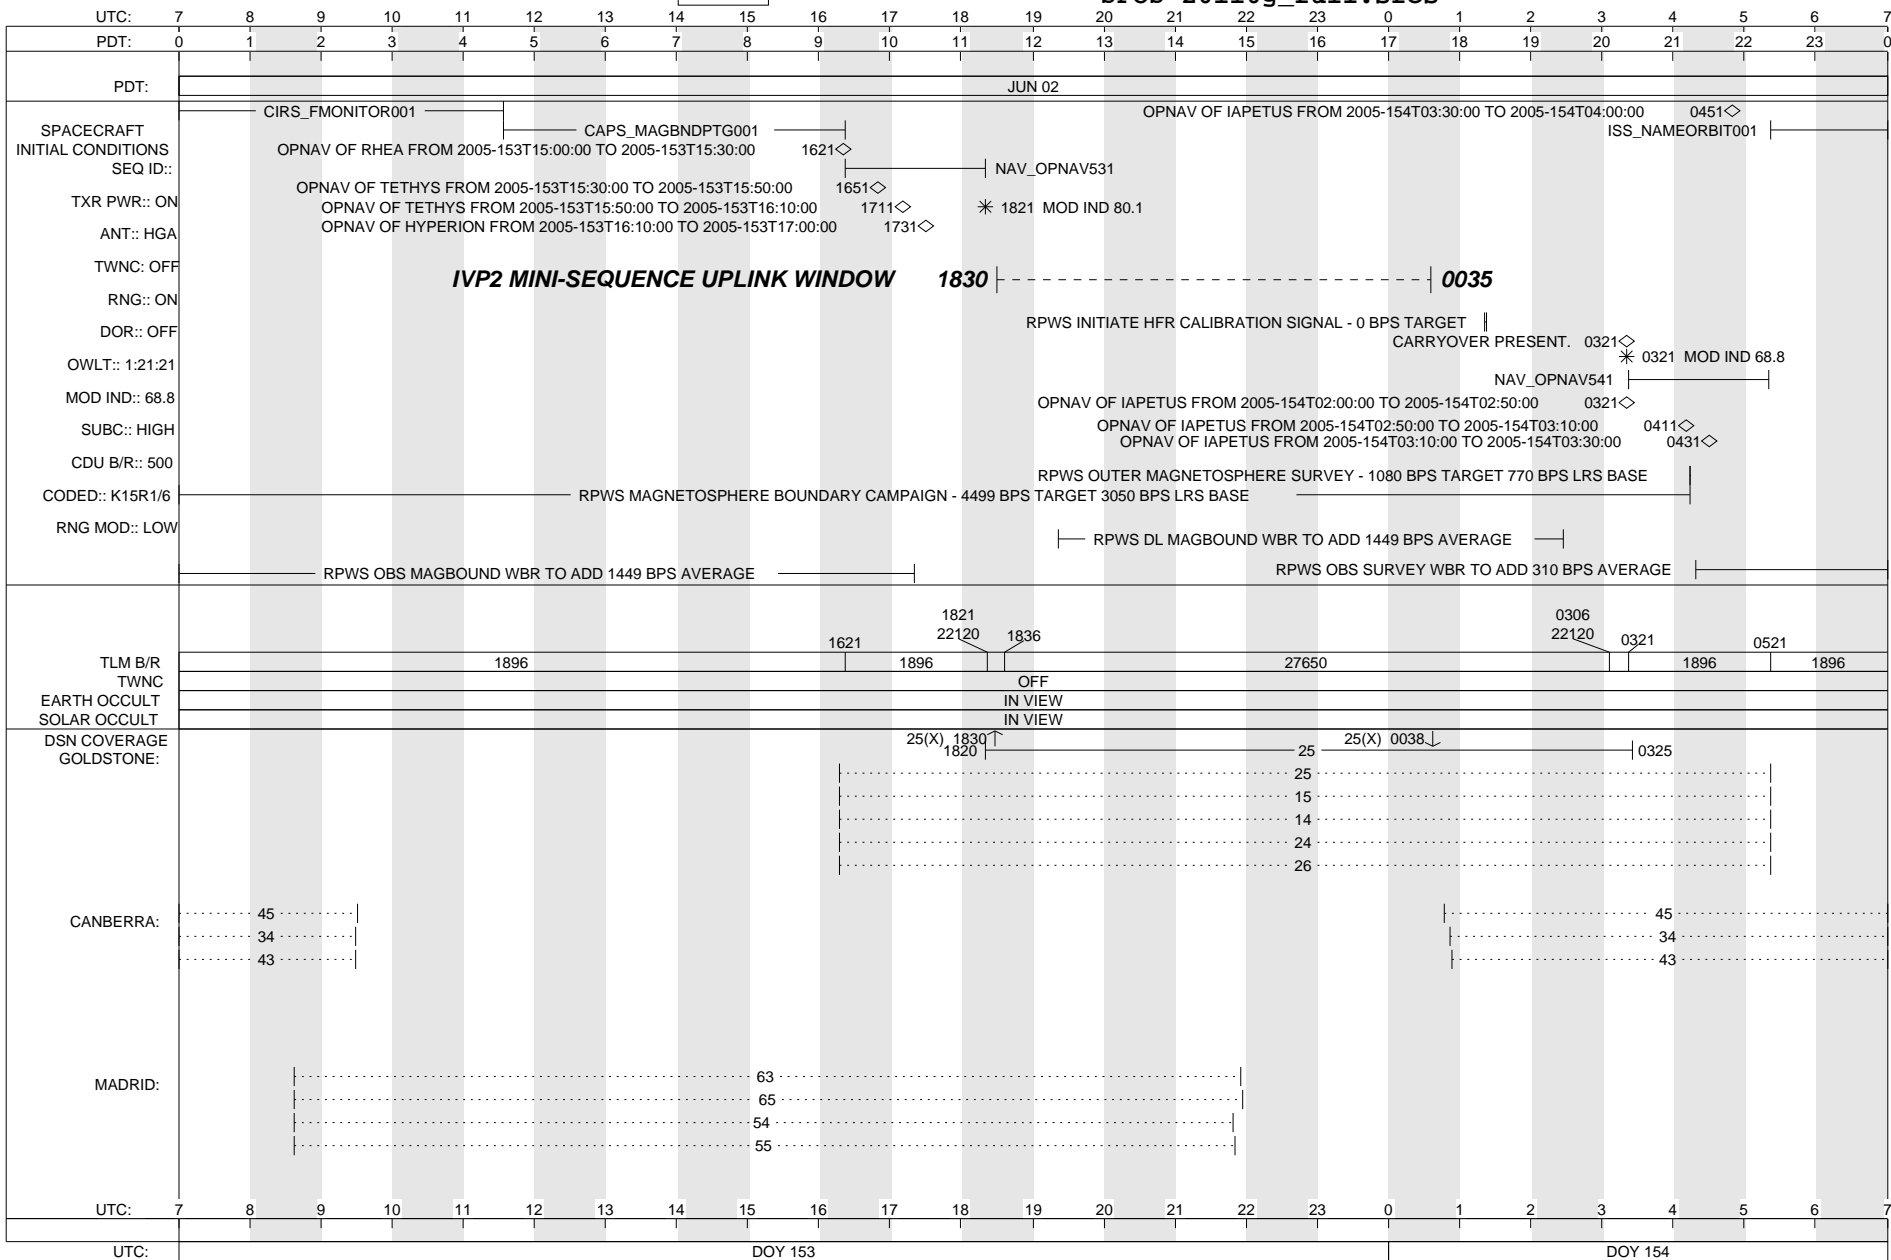 UTC: 7 8 9 10 11 12 13 14 15 16 17 18 19 20 21 22 23 0 1 2 3 4 5 6 7
PDT: 0 1 2 3 4 5 6 7 8 9 10 11 12 13 14 15 16 17 18 19 20 21 22 23 0
PDT: JUN 02
CIRS_FMONITOR001 OPNAV OF IAPETUS FROM 2005-154T03:30:00 TO 2005-154T04:00:00 0451
SPACECRAFT CAPS_MAGBNDPTG001 ISS_NAMEORBIT001
INITIAL CONDITIONS OPNAV OF RHEA FROM 2005-153T15:00:00 TO 2005-153T15:30:00 1621
SEQ ID:: NAV_OPNAV531
OPNAV OF TETHYS FROM 2005-153T15:30:00 TO 2005-153T15:50:00 1651
TXR PWR:: ON OPNAV OF TETHYS FROM 2005-153T15:50:00 TO 2005-153T16:10:00 1711 1821 MOD IND 80.1
ANT:: HGA OPNAV OF HYPERION FROM 2005-153T16:10:00 TO 2005-153T17:00:00 1731
TWNC: OFF
IVP2 MINI-SEQUENCE UPLINK WINDOW 1830 0035
RNG:: ON
RPWS INITIATE HFR CALIBRATION SIGNAL - 0 BPS TARGET
DOR:: OFF
CARRYOVER PRESENT. 0321
0321 MOD IND 68.8
OWLT:: 1:21:21
NAV_OPNAV541
MOD IND:: 68.8 OPNAV OF IAPETUS FROM 2005-154T02:00:00 TO 2005-154T02:50:00 0321
SUBC:: HIGH OPNAV OF IAPETUS FROM 2005-154T02:50:00 TO 2005-154T03:10:00 0411
OPNAV OF IAPETUS FROM 2005-154T03:10:00 TO 2005-154T03:30:00 0431
CDU B/R:: 500
RPWS OUTER MAGNETOSPHERE SURVEY - 1080 BPS TARGET 770 BPS LRS BASE
CODED:: K15R1/6 RPWS MAGNETOSPHERE BOUNDARY CAMPAIGN - 4499 BPS TARGET 3050 BPS LRS BASE
RNG MOD:: LOW
RPWS DL MAGBOUND WBR TO ADD 1449 BPS AVERAGE
RPWS OBS MAGBOUND WBR TO ADD 1449 BPS AVERAGE RPWS OBS SURVEY WBR TO ADD 310 BPS AVERAGE
1821 0306
1621 22120 1836 22120 0321 0521
TLM B/R 1896 1896 27650 1896 1896
TWNC OFF
EARTH OCCULT IN VIEW
SOLAR OCCULT IN VIEW
DSN COVERAGE 25(X) 1830 25(X) 0038
GOLDSTONE: 1820 25 0325
25
15
14
24
26
CANBERRA: 45 45
34 34
43 43
MADRID: 63
65
54
55
UTC: 7 8 9 10 11 12 13 14 15 16 17 18 19 20 21 22 23 0 1 2 3 4 5 6 7
UTC: DOY 153 DOY 154